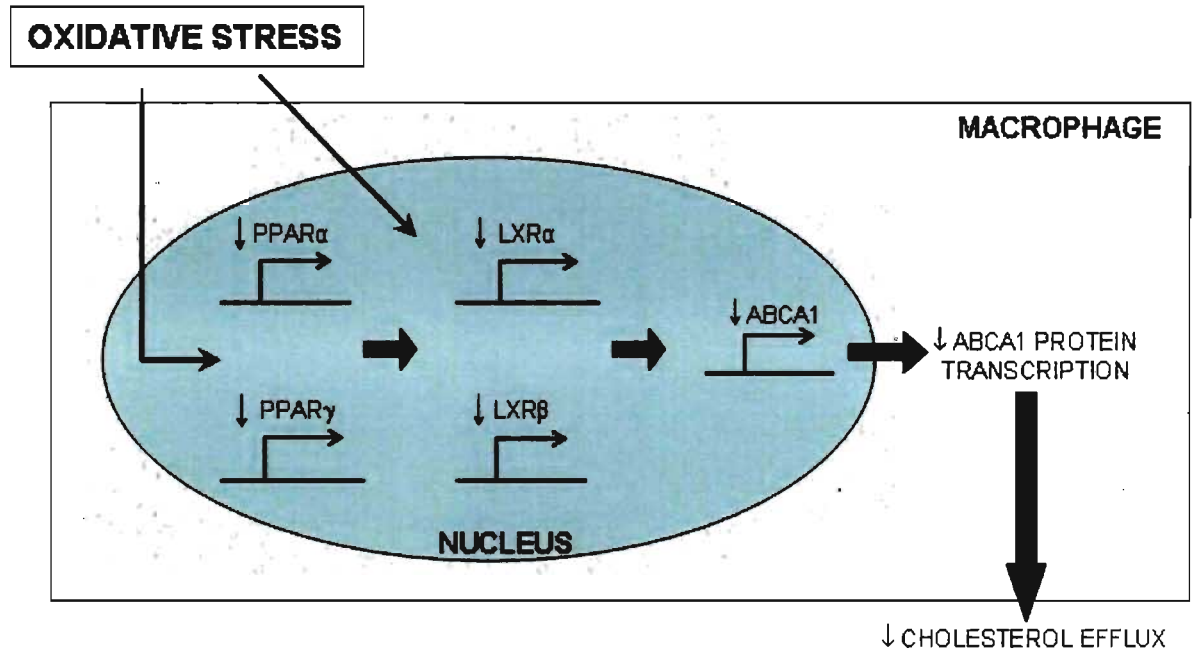 OXIDATIVE STRESS
MACROPHAGE
↓ PPARα
↓ LXRα
↓ ABCA1
↓ ABCA1 PROTEIN
TRANSCRIPTION
↓ PPARγ
↓ LXRβ
NUCLEUS
↓ CHOLESTEROL EFFLUX